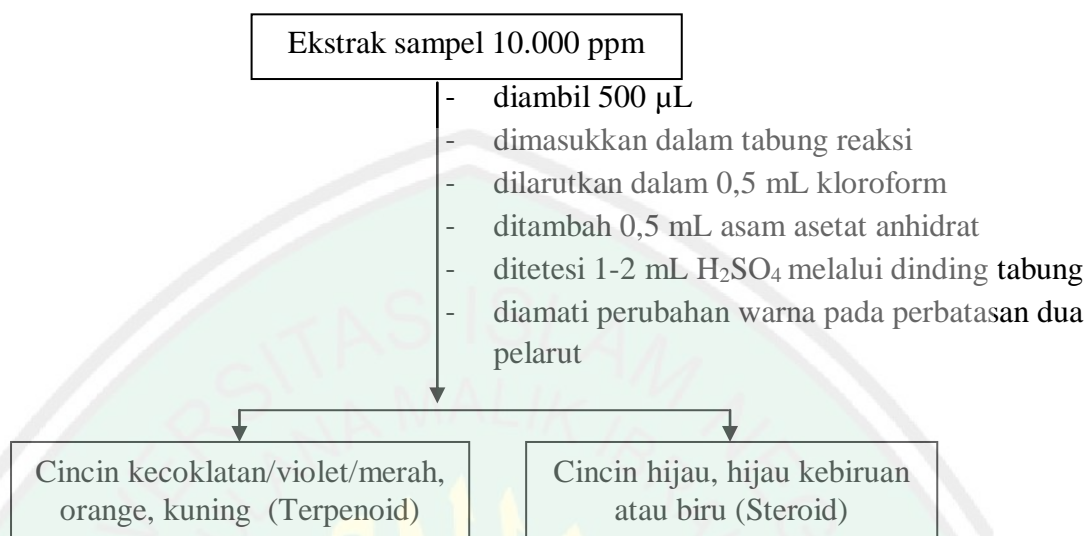 Ekstrak sampel 10.000 ppm
- diambil 500 µL
- dimasukkan dalam tabung reaksi
- dilarutkan dalam 0,5 mL kloroform
- ditambah 0,5 mL asam asetat anhidrat
- ditetesi 1-2 mL H₂SO₄ melalui dinding tabung
- diamati perubahan warna pada perbatasan dua
pelarut
Cincin kecoklatan/violet/merah,
orange, kuning (Terpenoid)
Cincin hijau, hijau kebiruan
atau biru (Steroid)